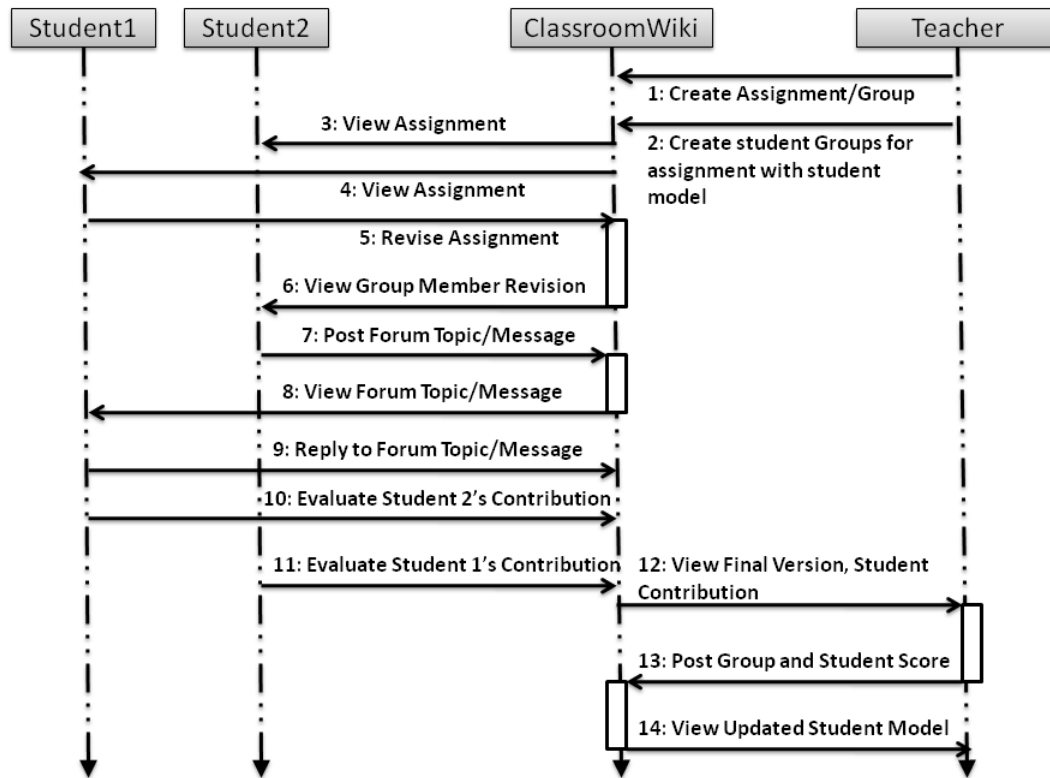 Student1
Student2
ClassroomWiki
Teacher
1: Create Assignment/Group
3: View Assignment
2: Create student Groups for
assignment with student
model
4: View Assignment
5: Revise Assignment
6: View Group Member Revision
7: Post Forum Topic/Message
8: View Forum Topic/Message
9: Reply to Forum Topic/Message
10: Evaluate Student 2’s Contribution
11: Evaluate Student 1’s Contribution
12: View Final Version, Student
Contribution
13: Post Group and Student Score
14: View Updated Student Model